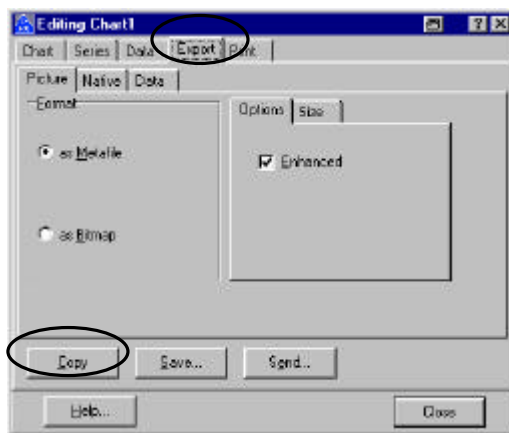 Editing Chart1
Chart Series Data Export Print
Picture Native Data
Format
Options Size
as Metafile
Enhanced
as Bitmap
Copy Save... Send...
Help... Close